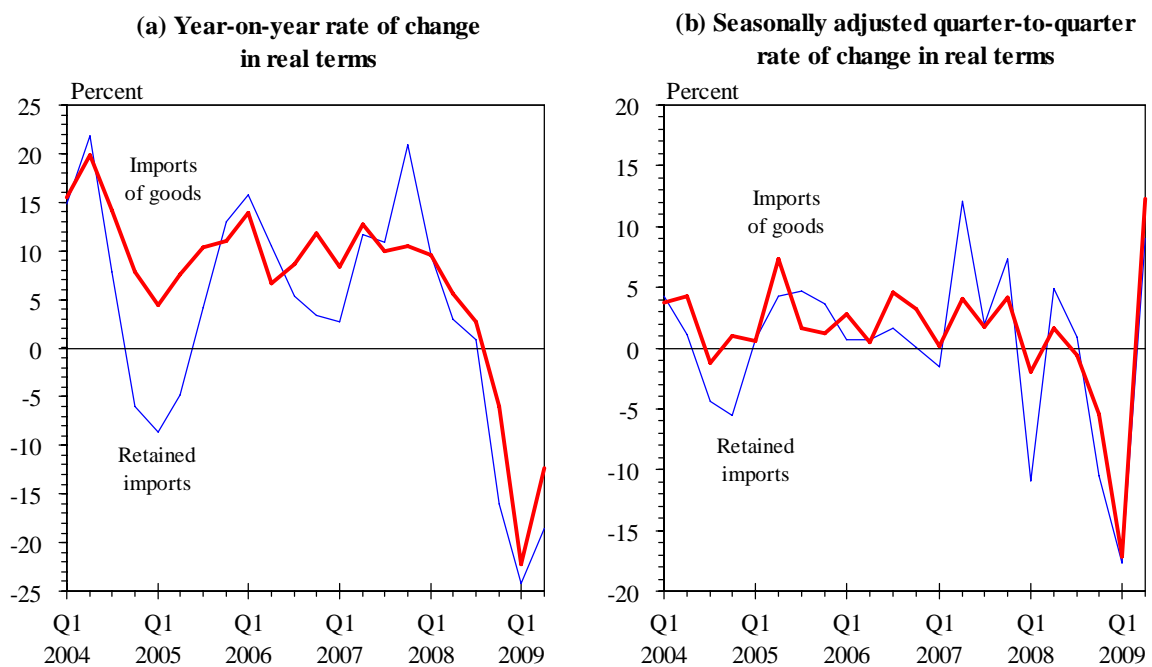 (a) Year-on-year rate of change
in real terms
Percent
25
20
15
10
5
0
-5
-10
-15
-20
-25
Imports
of goods
Retained
imports
Q1 Q1 Q1 Q1 Q1 Q1
2004 2005 2006 2007 2008 2009
(b) Seasonally adjusted quarter-to-quarter
rate of change in real terms
Percent
20
15
10
5
0
-5
-10
-15
-20
Imports
of goods
Retained
imports
Q1 Q1 Q1 Q1 Q1 Q1
2004 2005 2006 2007 2008 2009